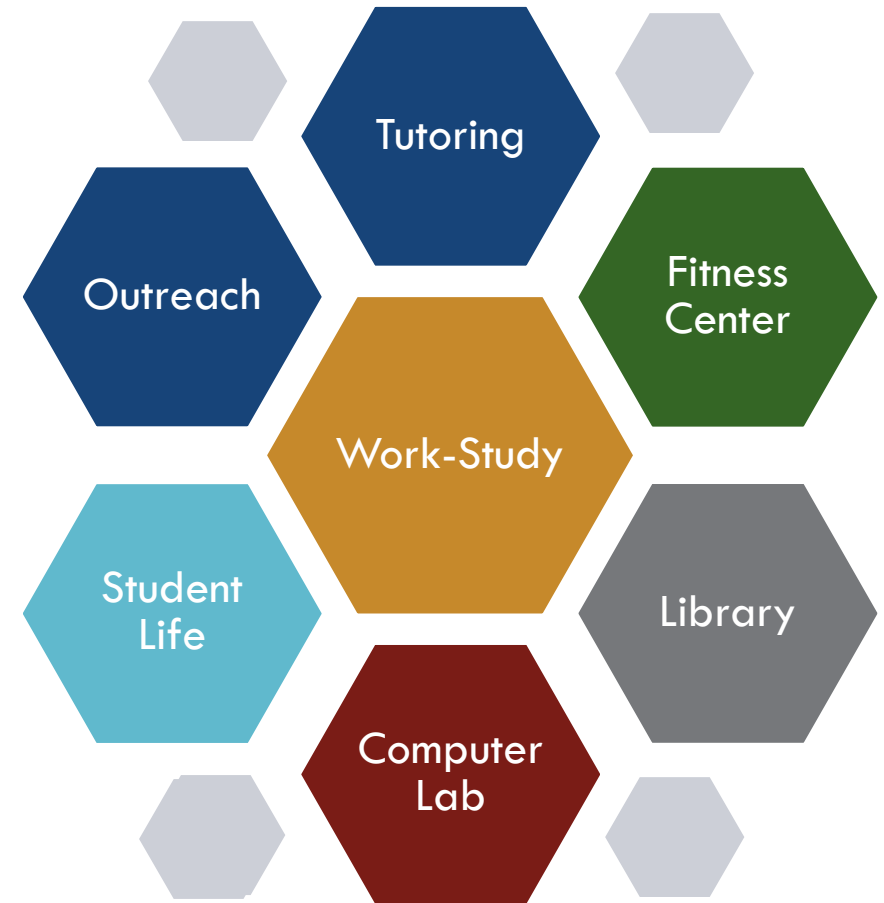 Tutoring
Outreach
Fitness
Center
Work-Study
Student
Life
Library
Computer
Lab